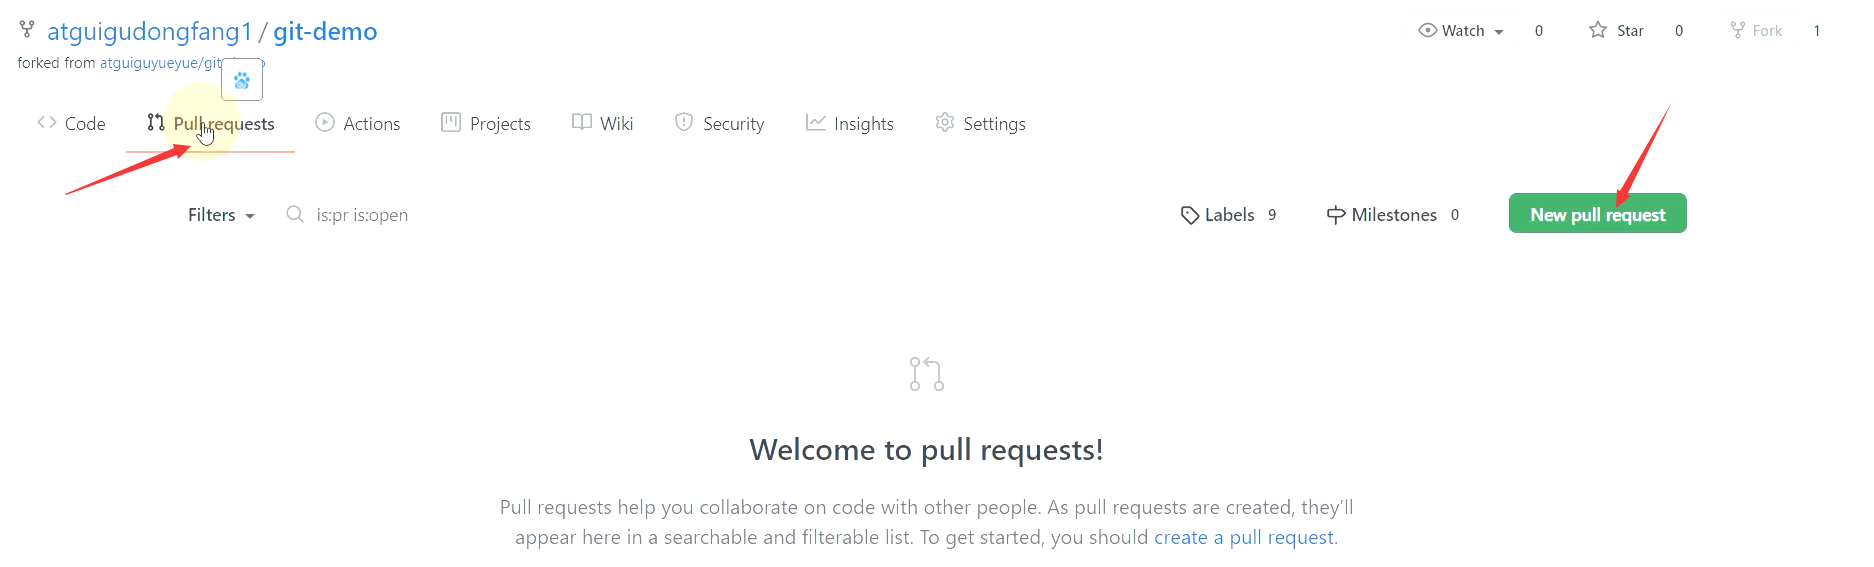 atguigudongfang1 / git-demo
Watch 0 Star 0 Fork 1
forked from atguiguyueyue/git
Code Pull requests Actions Projects Wiki Security Insights Settings
Filters is:pr is:open Labels 9 Milestones 0 New pull request
Welcome to pull requests!
Pull requests help you collaborate on code with other people. As pull requests are created, they'll
appear here in a searchable and filterable list. To get started, you should create a pull request.